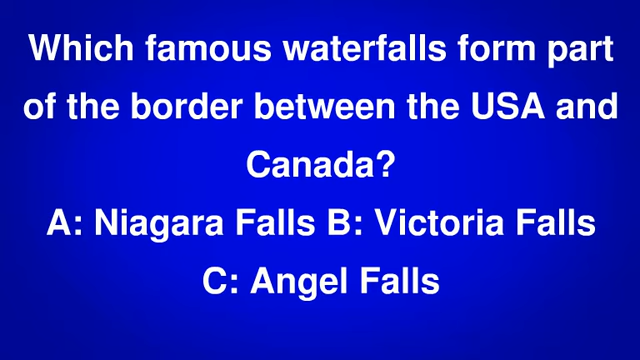 Which famous waterfalls form part
of the border between the USA and
Canada?
A: Niagara Falls B: Victoria Falls
C: Angel Falls